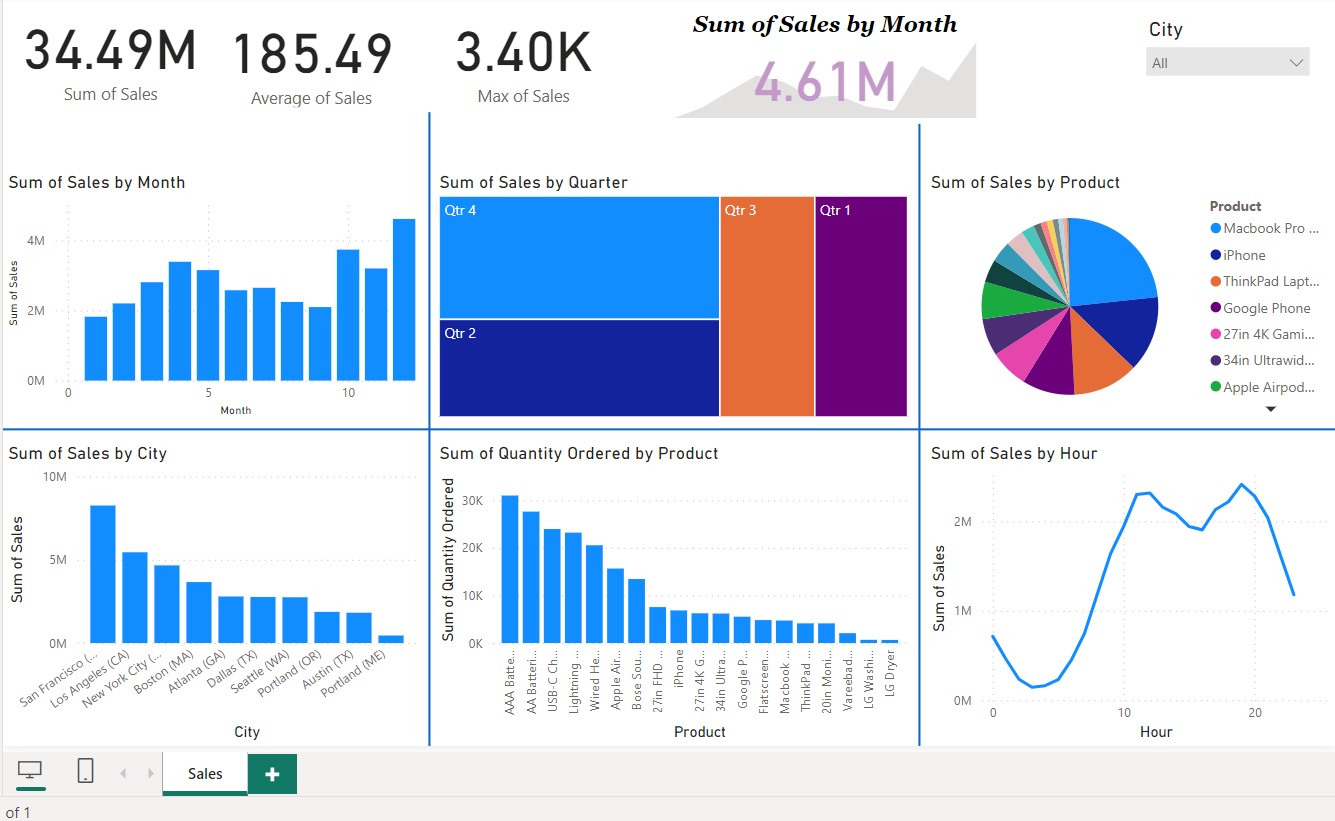 34.49M
Sum of Sales
185.49
Average of Sales
3.40K
Max of Sales
Sum of Sales by Month
4.61M
City
All
Sum of Sales by Month
Sum of Sales
4M
2M
0M
0 5 10
Month
Sum of Sales by Quarter
Qtr 4
Qtr 2
Qtr 3
Qtr 1
Sum of Sales by Product
Product
Macbook Pro ...
iPhone
ThinkPad Lapt...
Google Phone
27in 4K Gami...
34in Ultrawid...
Apple Airpod...
Sum of Sales by City
Sum of Sales
10M
5M
0M
San Francisco (...
Los Angeles (CA)
New York City (...
Boston (MA)
Atlanta (GA)
Dallas (TX)
Seattle (WA)
Portland (OR)
Austin (TX)
Portland (ME)
City
Sum of Quantity Ordered by Product
Sum of Quantity Ordered
30K
20K
10K
0K
AAA Batte...
AA Batteri...
USB-C Ch...
Lightning ...
Wired He...
Apple Air...
Bose Sou...
27in FHD ...
iPhone
27in 4K G...
34in Ultra...
Google P...
Flatscreen...
Macbook ...
ThinkPad ...
20in Moni...
Vareebad...
LG Washi...
LG Dryer
Product
Sum of Sales by Hour
Sum of Sales
2M
1M
0M
0 10 20
Hour
Sales
of 1